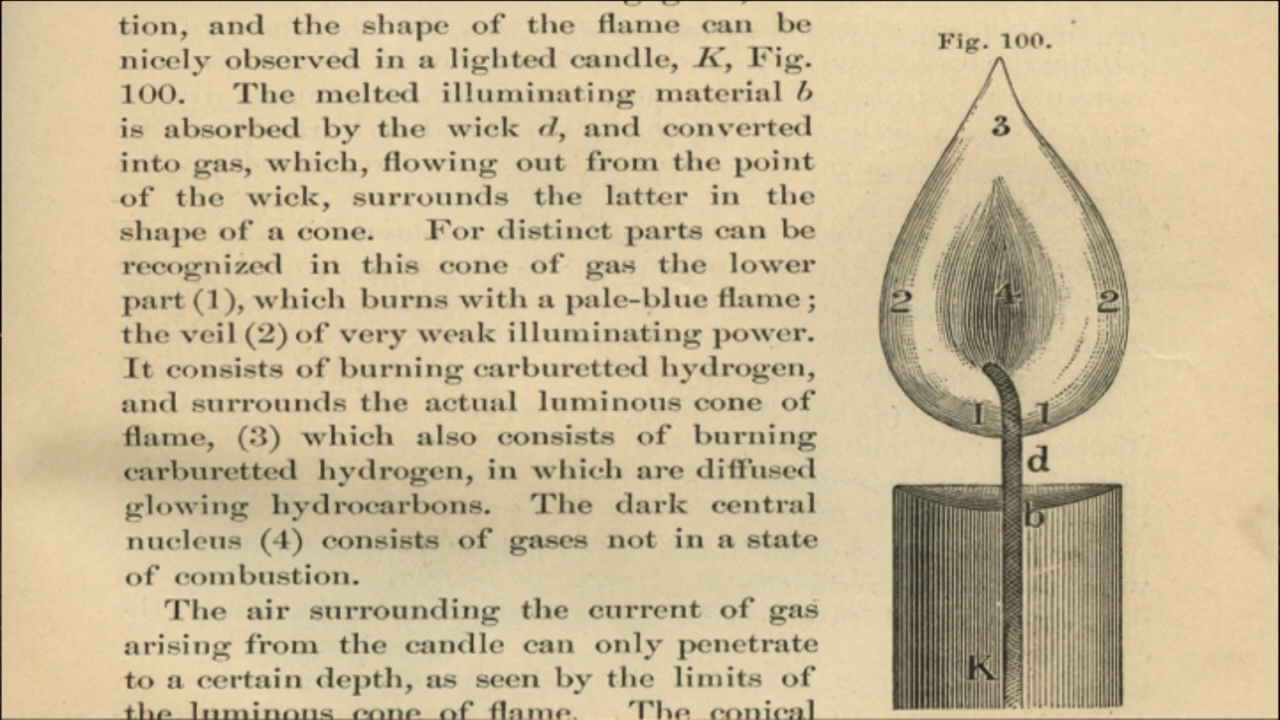 tion, and the shape of the flame can be
nicely observed in a lighted candle, K, Fig.
100. The melted illuminating material b
is absorbed by the wick d, and converted
into gas, which, flowing out from the point
of the wick, surrounds the latter in the
shape of a cone. For distinct parts can be
recognized in this cone of gas the lower
part (1), which burns with a pale-blue flame;
the veil (2) of very weak illuminating power.
It consists of burning carburetted hydrogen,
and surrounds the actual luminous cone of
flame, (3) which also consists of burning
carburetted hydrogen, in which are diffused
glowing hydrocarbons. The dark central
nucleus (4) consists of gases not in a state
of combustion.
The air surrounding the current of gas
arising from the candle can only penetrate
to a certain depth, as seen by the limits of
the luminous cone of flame. The conical
Fig. 100.
3
2 4 2
1 1
d
b
K